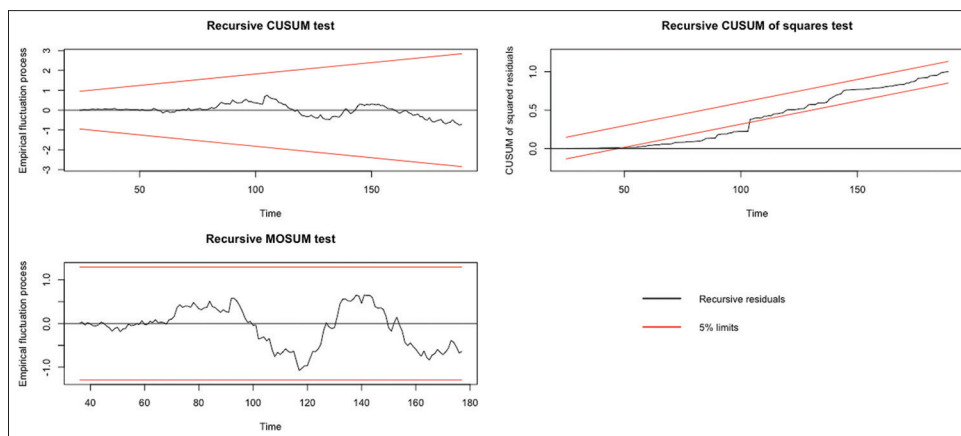 Recursive CUSUM test
Empirical fluctuation process
3
2
1
0
-1
-2
-3
50
100
150
Time
Recursive CUSUM of squares test
CUSUM of squared residuals
1.0
0.5
0.0
50
100
150
Time
Recursive MOSUM test
Empirical fluctuation process
1.0
0.0
-1.0
40
60
80
100
120
140
160
180
Time
Recursive residuals
5% limits